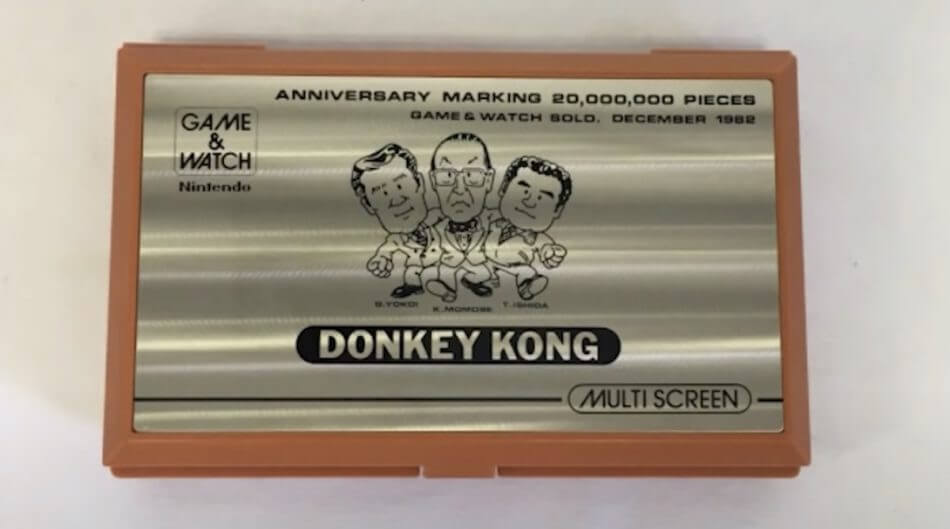 ANNIVERSARY MARKING 20,000,000 PIECES
GAME & WATCH SOLD. DECEMBER 1982
GAME
&
WATCH
Nintendo
G.YOKOI K.MOMOSE T.ISHIDA
DONKEY KONG
MULTI SCREEN